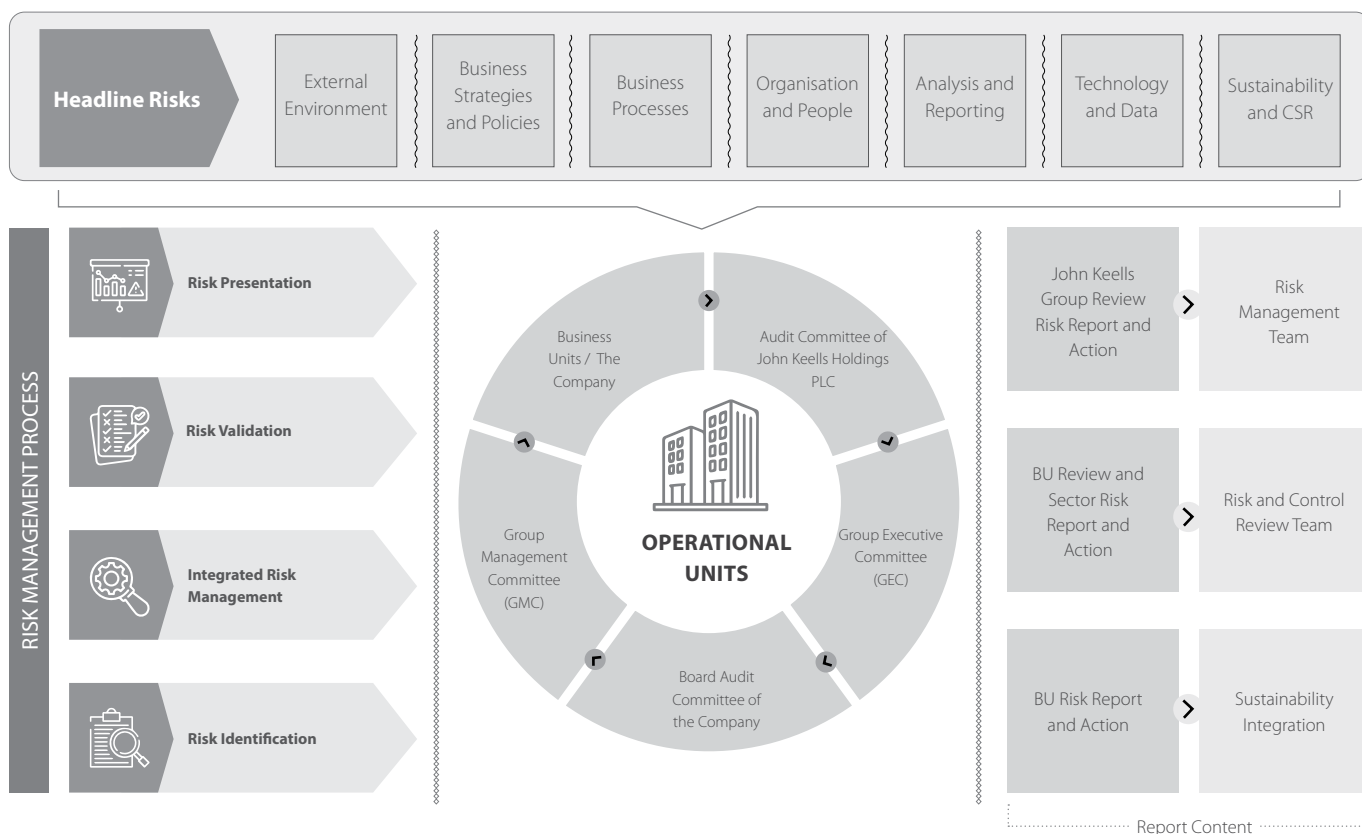 Headline Risks
External
Environment
Business
Strategies
and Policies
Business
Processes
Organisation
and People
Analysis and
Reporting
Technology
and Data
Sustainability
and CSR
RISK MANAGEMENT PROCESS
Risk Presentation
Risk Validation
Integrated Risk
Management
Risk Identification
Business
Units / The
Company
Audit Committee of
John Keells Holdings
PLC
Group
Management
Committee
(GMC)
OPERATIONAL
UNITS
Group Executive
Committee
(GEC)
Board Audit
Committee of
the Company
John Keells
Group Review
Risk Report and
Action
Risk
Management
Team
BU Review and
Sector Risk
Report and
Action
Risk and Control
Review Team
BU Risk Report
and Action
Sustainability
Integration
Report Content